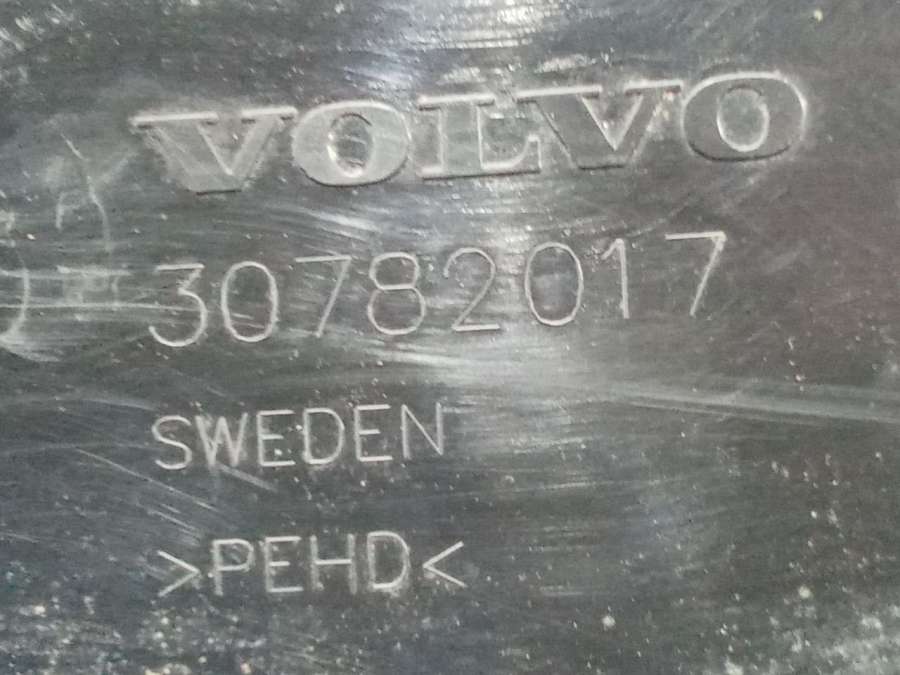 VOLVO
30782017
SWEDEN
>PEHD<